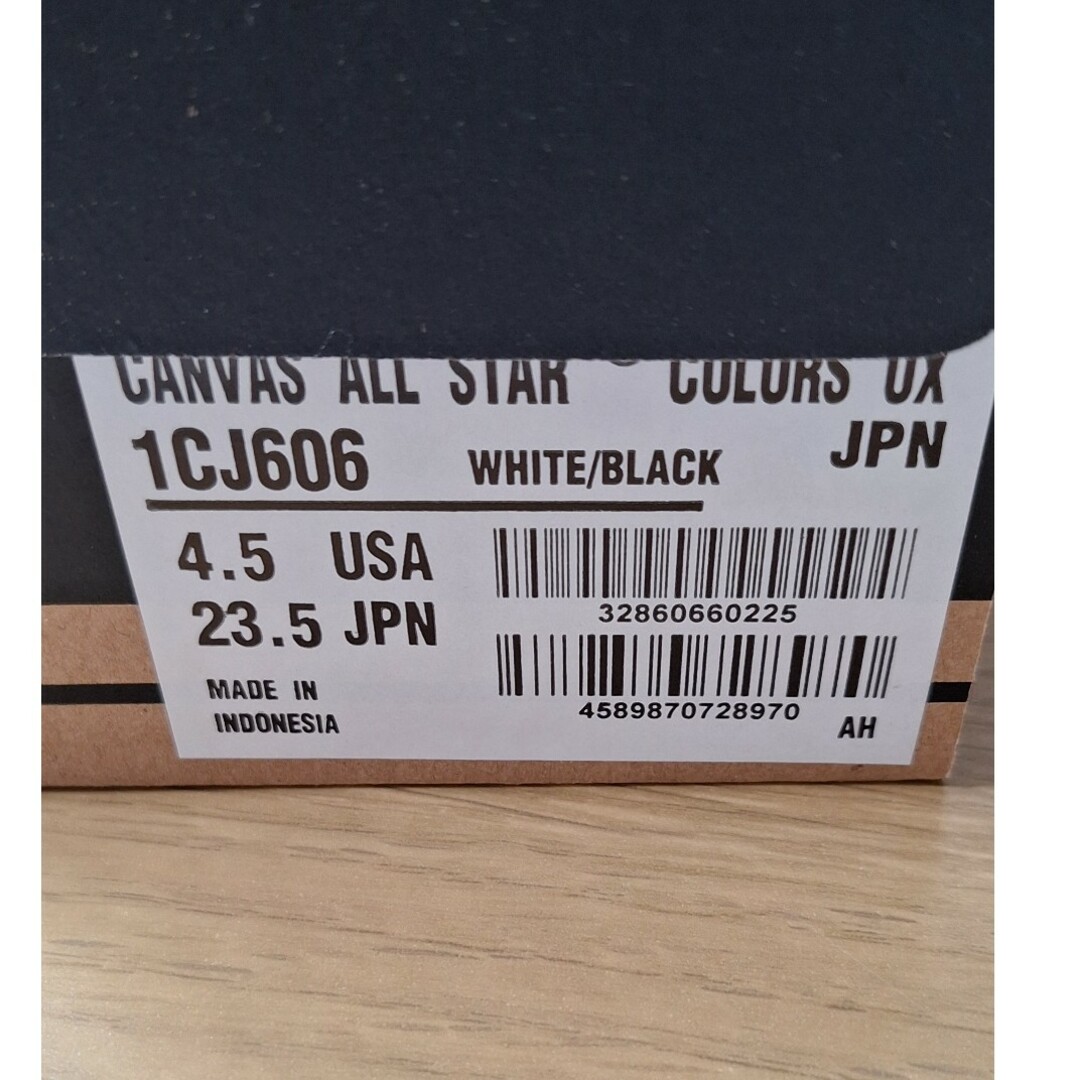 CANVAS ALL STAR COLORS OX
1CJ606 WHITE/BLACK JPN
4.5 USA
23.5 JPN
32860660225
4589870728970
MADE IN
INDONESIA
AH